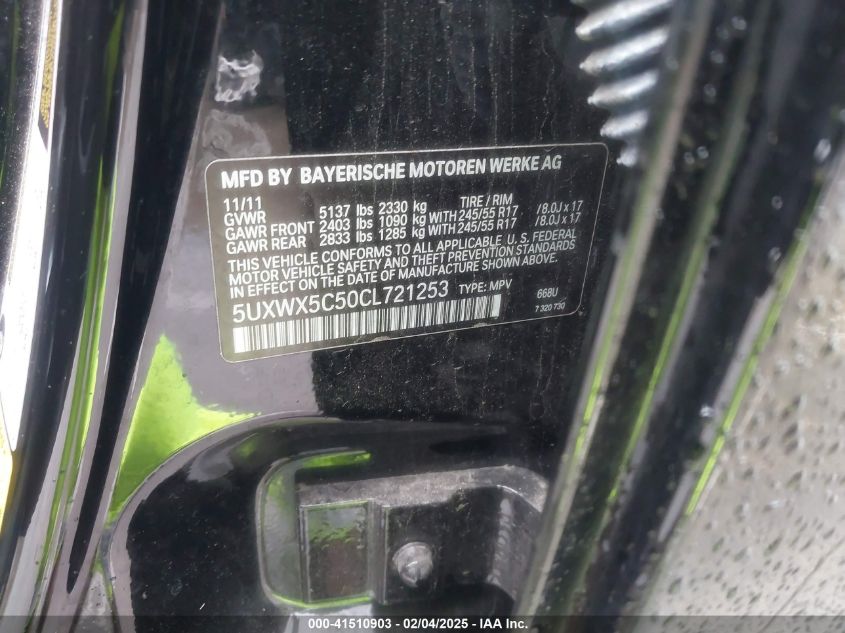 MFD BY BAYERISCHE MOTOREN WERKE AG
11/11 TIRE / RIM
GVWR 5137 lbs 2330 kg
GAWR FRONT 2403 lbs 1090 kg WITH 245/55 R17 / 8.0J x 17
GAWR REAR 2833 lbs 1285 kg WITH 245/55 R17 / 8.0J x 17
THIS VEHICLE CONFORMS TO ALL APPLICABLE U. S. FEDERAL
MOTOR VEHICLE SAFETY AND THEFT PREVENTION STANDARDS
IN EFFECT ON THE DATE OF MANUFACTURE SHOWN ABOVE.
5UXWX5C50CL721253 TYPE: MPV 668U
7 320 730
000-41510903 - 02/04/2025 - IAAI.com